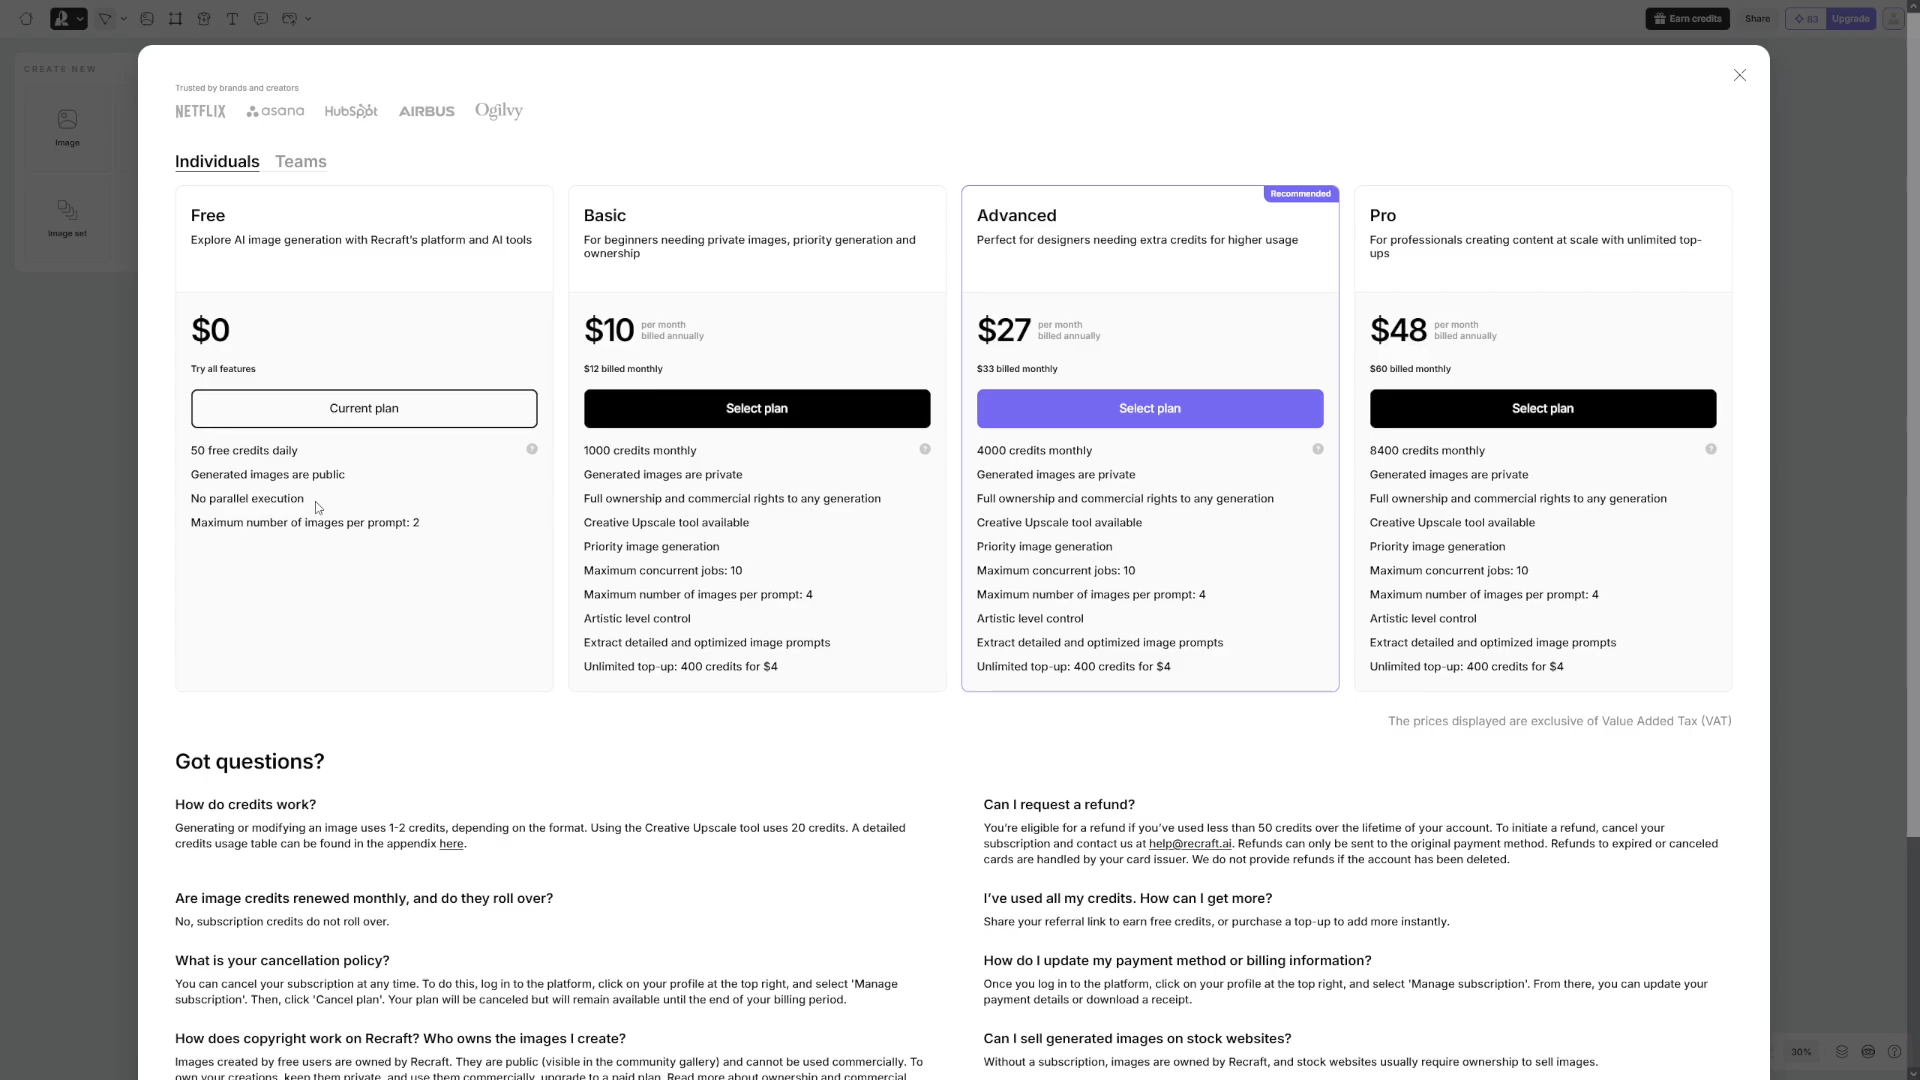 Earn credits
Share
83
Upgrade
CREATE NEW
Image
Image set
Trusted by brands and creators
NETFLIX
asana
HubSpot
AIRBUS
Ogilvy
Individuals
Teams
Free
Explore AI image generation with Recraft's platform and AI tools
$0
Try all features
Current plan
50 free credits daily
Generated images are public
No parallel execution
Maximum number of images per prompt: 2
Basic
For beginners needing private images, priority generation and
ownership
$10
per month
billed annually
$12 billed monthly
Select plan
1000 credits monthly
Generated images are private
Full ownership and commercial rights to any generation
Creative Upscale tool available
Priority image generation
Maximum concurrent jobs: 10
Maximum number of images per prompt: 4
Artistic level control
Extract detailed and optimized image prompts
Unlimited top-up: 400 credits for $4
Recommended
Advanced
Perfect for designers needing extra credits for higher usage
$27
per month
billed annually
$33 billed monthly
Select plan
4000 credits monthly
Generated images are private
Full ownership and commercial rights to any generation
Creative Upscale tool available
Priority image generation
Maximum concurrent jobs: 10
Maximum number of images per prompt: 4
Artistic level control
Extract detailed and optimized image prompts
Unlimited top-up: 400 credits for $4
Pro
For professionals creating content at scale with unlimited top-
ups
$48
per month
billed annually
$60 billed monthly
Select plan
8400 credits monthly
Generated images are private
Full ownership and commercial rights to any generation
Creative Upscale tool available
Priority image generation
Maximum concurrent jobs: 10
Maximum number of images per prompt: 4
Artistic level control
Extract detailed and optimized image prompts
Unlimited top-up: 400 credits for $4
The prices displayed are exclusive of Value Added Tax (VAT)
Got questions?
How do credits work?
Generating or modifying an image uses 1-2 credits, depending on the format. Using the Creative Upscale tool uses 20 credits. A detailed
credits usage table can be found in the appendix here.
Can I request a refund?
You're eligible for a refund if you've used less than 50 credits over the lifetime of your account. To initiate a refund, cancel your
subscription and contact us at help@recraft.ai. Refunds can only be sent to the original payment method. Refunds to expired or canceled
cards are handled by your card issuer. We do not provide refunds if the account has been deleted.
Are image credits renewed monthly, and do they roll over?
No, subscription credits do not roll over.
I've used all my credits. How can I get more?
Share your referral link to earn free credits, or purchase a top-up to add more instantly.
What is your cancellation policy?
You can cancel your subscription at any time. To do this, log in to the platform, click on your profile at the top right, and select 'Manage
subscription'. Then, click 'Cancel plan'. Your plan will be canceled but will remain available until the end of your billing period.
How do I update my payment method or billing information?
Once you log in to the platform, click on your profile at the top right, and select 'Manage subscription'. From there, you can update your
payment details or download a receipt.
How does copyright work on Recraft? Who owns the images I create?
Images created by free users are owned by Recraft. They are public (visible in the community gallery) and cannot be used commercially. To
own your creations, keep them private, and use them commercially, upgrade to a paid plan. Read more about ownership and commercial
Can I sell generated images on stock websites?
Without a subscription, images are owned by Recraft, and stock websites usually require ownership to sell images.
30%